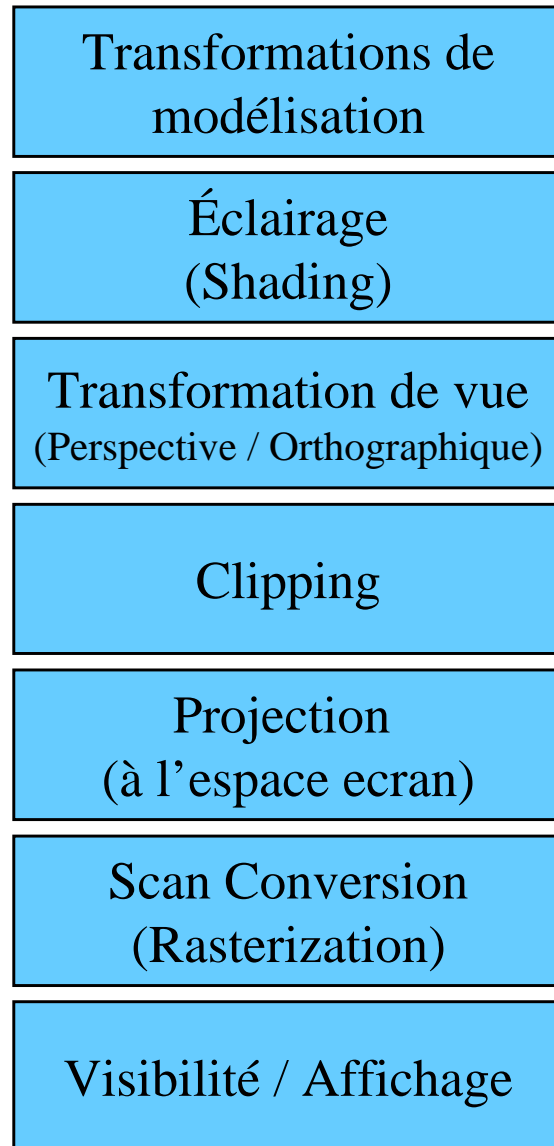 Transformations de
modélisation
Éclairage
(Shading)
Transformation de vue
(Perspective / Orthographique)
Clipping
Projection
(à l’espace ecran)
Scan Conversion
(Rasterization)
Visibilité / Affichage